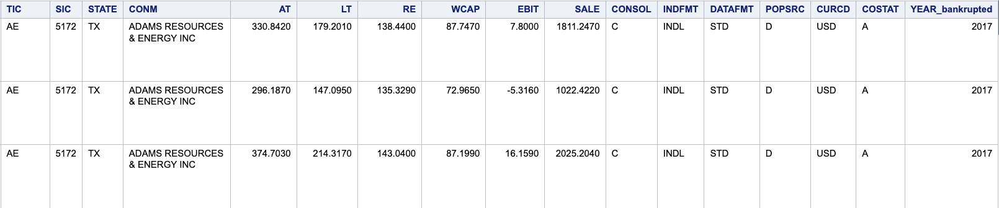 TIC SIC STATE CONM AT LT RE WCAP EBIT SALE CONSOL INDFMT DATAFMT POPSRC CURCD COSTAT YEAR_bankrupted
AE 5172 TX ADAMS RESOURCES 330.8420 179.2010 138.4400 87.7470 7.8000 1811.2470 C INDL STD D USD A 2017
& ENERGY INC
AE 5172 TX ADAMS RESOURCES 296.1870 147.0950 135.3290 72.9650 -5.3160 1022.4220 C INDL STD D USD A 2017
& ENERGY INC
AE 5172 TX ADAMS RESOURCES 374.7030 214.3170 143.0400 87.1990 16.1590 2025.2040 C INDL STD D USD A 2017
& ENERGY INC